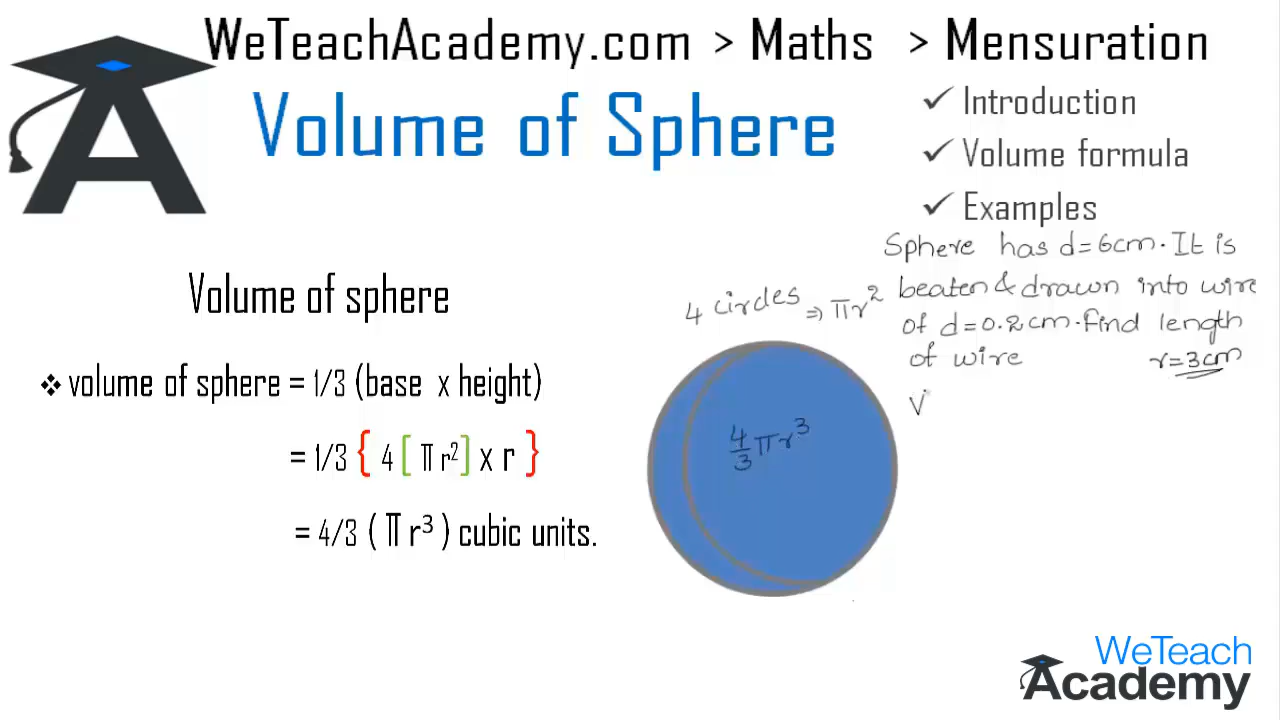 WeTeachAcademy.com > Maths > Mensuration
Volume of Sphere
✓ Introduction
✓ Volume formula
✓ Examples
Sphere has d=6cm. It is
beaten & drawn into wire
of d=0.2cm. Find length
of wire r=3cm
V
4 circles ⇒ πr²
4/3 πr³
Volume of sphere
❖ volume of sphere = 1/3 (base x height)
= 1/3 { 4 [ π r² ] x r }
= 4/3 ( π r³ ) cubic units.
WeTeach
Academy